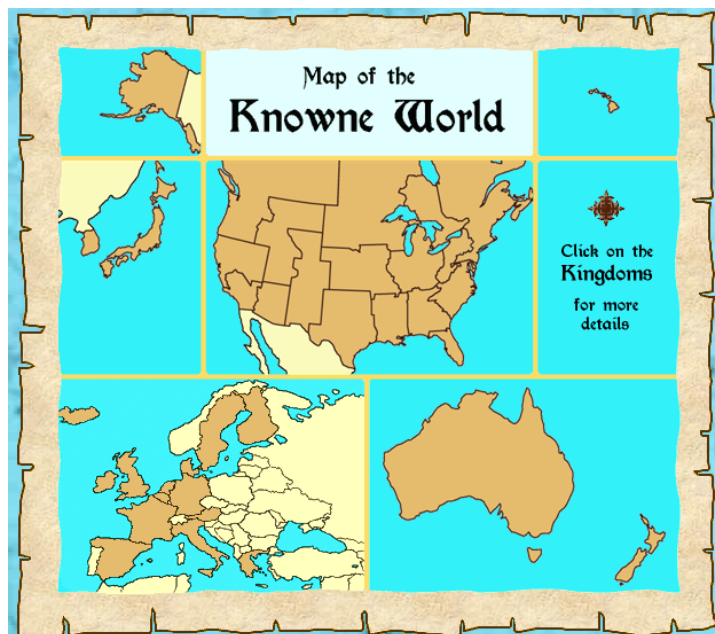 Map of the
Knowne World
Click on the
Kingdoms
for more
details